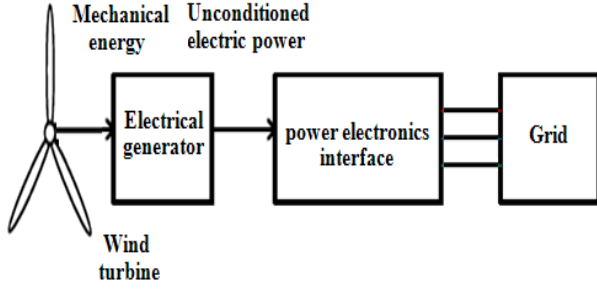 Mechanical
energy
Unconditioned
electric power
Electrical
generator
power electronics
interface
Grid
Wind
turbine